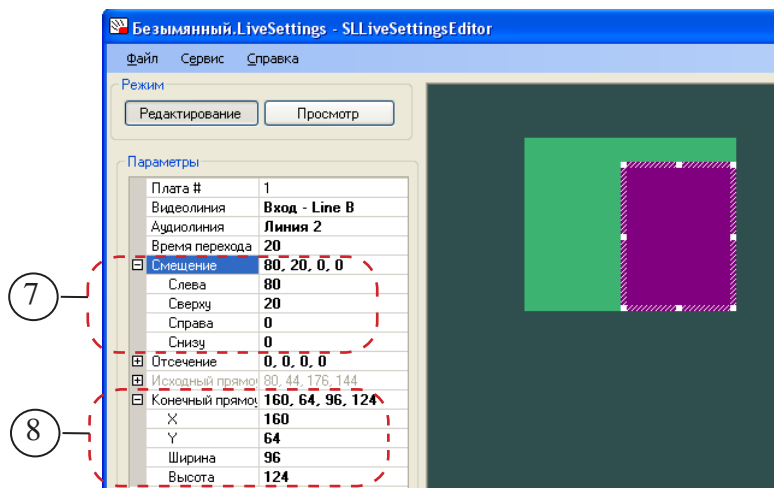 Безымянный.LiveSettings - SLLiveSettingsEditor
Файл Сервис Справка
Режим
Редактирование Просмотр
Параметры
Плата # 1
Видеолиния Вход - Line B
Аудиолиния Линия 2
Время перехода 20
Смещение 80, 20, 0, 0
Слева 80
7
Сверху 20
Справа 0
Снизу 0
Отсечение 0, 0, 0, 0
Исходный прямоу 80, 44, 176, 144
Конечный прямоу 160, 64, 96, 124
X 160
8
Y 64
Ширина 96
Высота 124